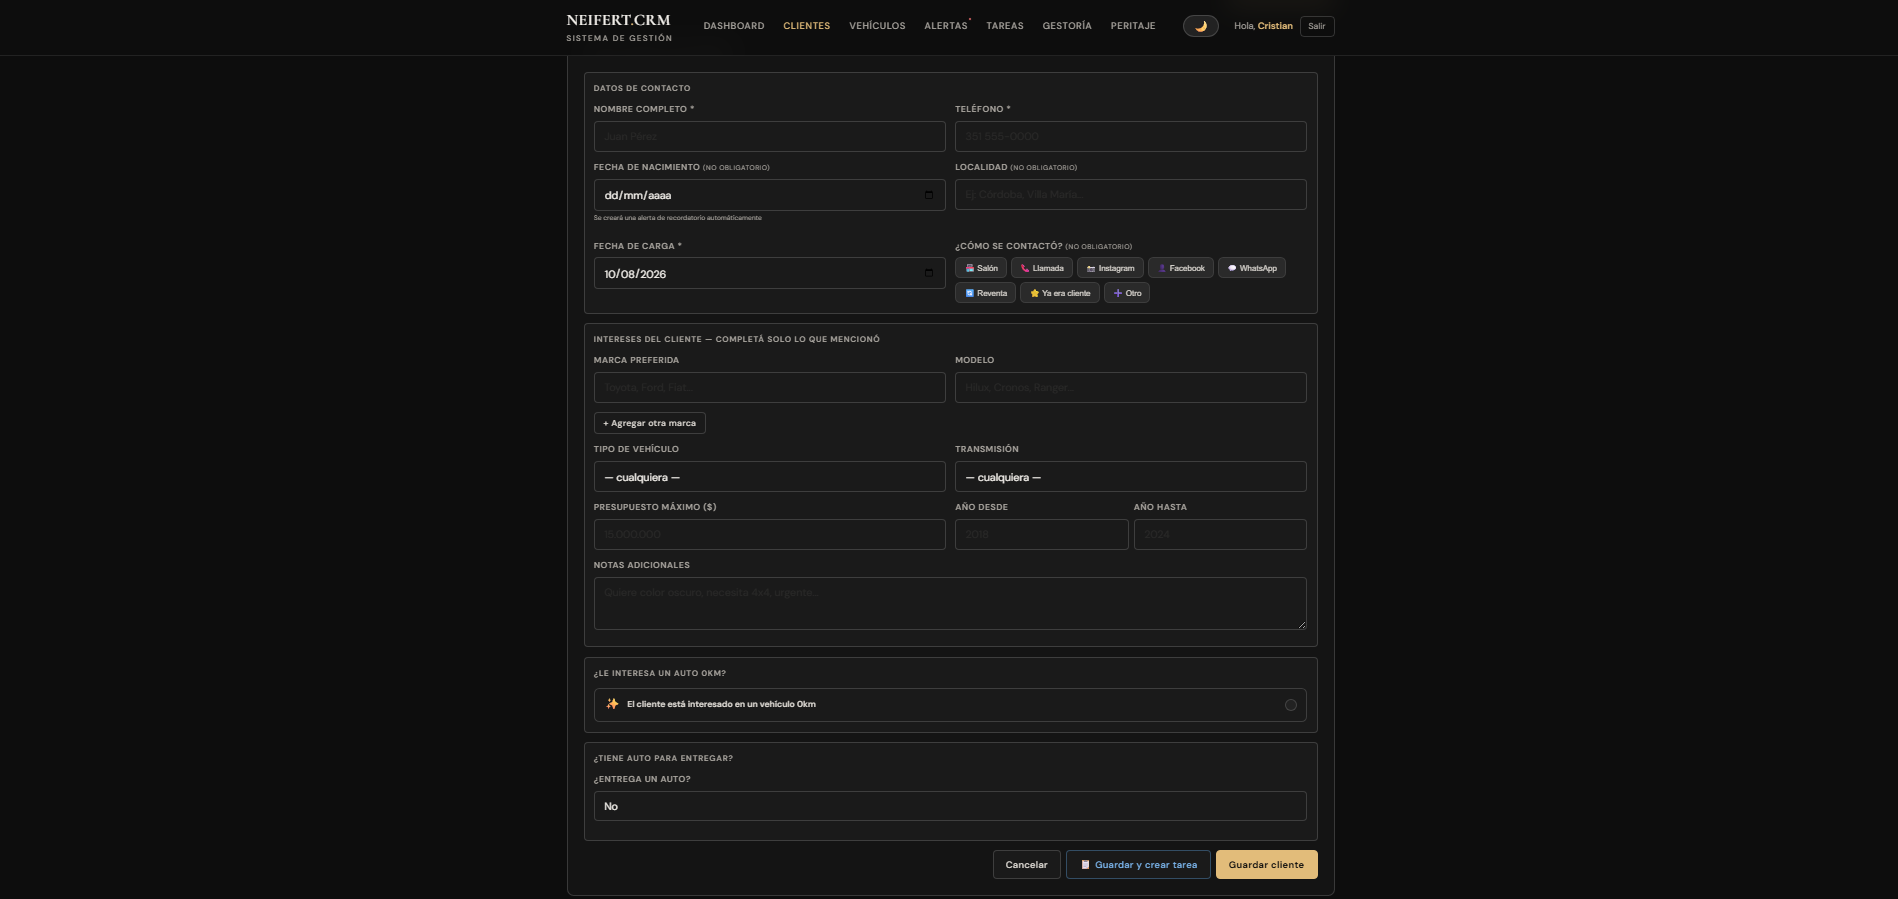 NEIFERT.CRM
SISTEMA DE GESTIÓN
DASHBOARD CLIENTES VEHÍCULOS ALERTAS TAREAS GESTORÍA PERITAJE
Hola, Cristian
Salir
DATOS DE CONTACTO
NOMBRE COMPLETO * TELÉFONO *
Juan Pérez 351 555-0000
FECHA DE NACIMIENTO (NO OBLIGATORIO) LOCALIDAD (NO OBLIGATORIO)
dd/mm/aaaa Ej: Córdoba, Villa María...
Se creará una alerta de recordatorio automáticamente
FECHA DE CARGA * ¿CÓMO SE CONTACTÓ? (NO OBLIGATORIO)
10/08/2026
Salón Llamada Instagram Facebook WhatsApp
Reventa Ya era cliente Otro
INTERESES DEL CLIENTE — COMPLETÁ SOLO LO QUE MENCIONÓ
MARCA PREFERIDA MODELO
Toyota, Ford, Fiat... Hilux, Cronos, Ranger...
+ Agregar otra marca
TIPO DE VEHÍCULO TRANSMISIÓN
— cualquiera — — cualquiera —
PRESUPUESTO MÁXIMO ($) AÑO DESDE AÑO HASTA
15.000.000 2018 2024
NOTAS ADICIONALES
Quiere color oscuro, necesita 4x4, urgente...
¿LE INTERESA UN AUTO 0KM?
El cliente está interesado en un vehículo 0km
¿TIENE AUTO PARA ENTREGAR?
¿ENTREGA UN AUTO?
No
Cancelar Guardar y crear tarea Guardar cliente